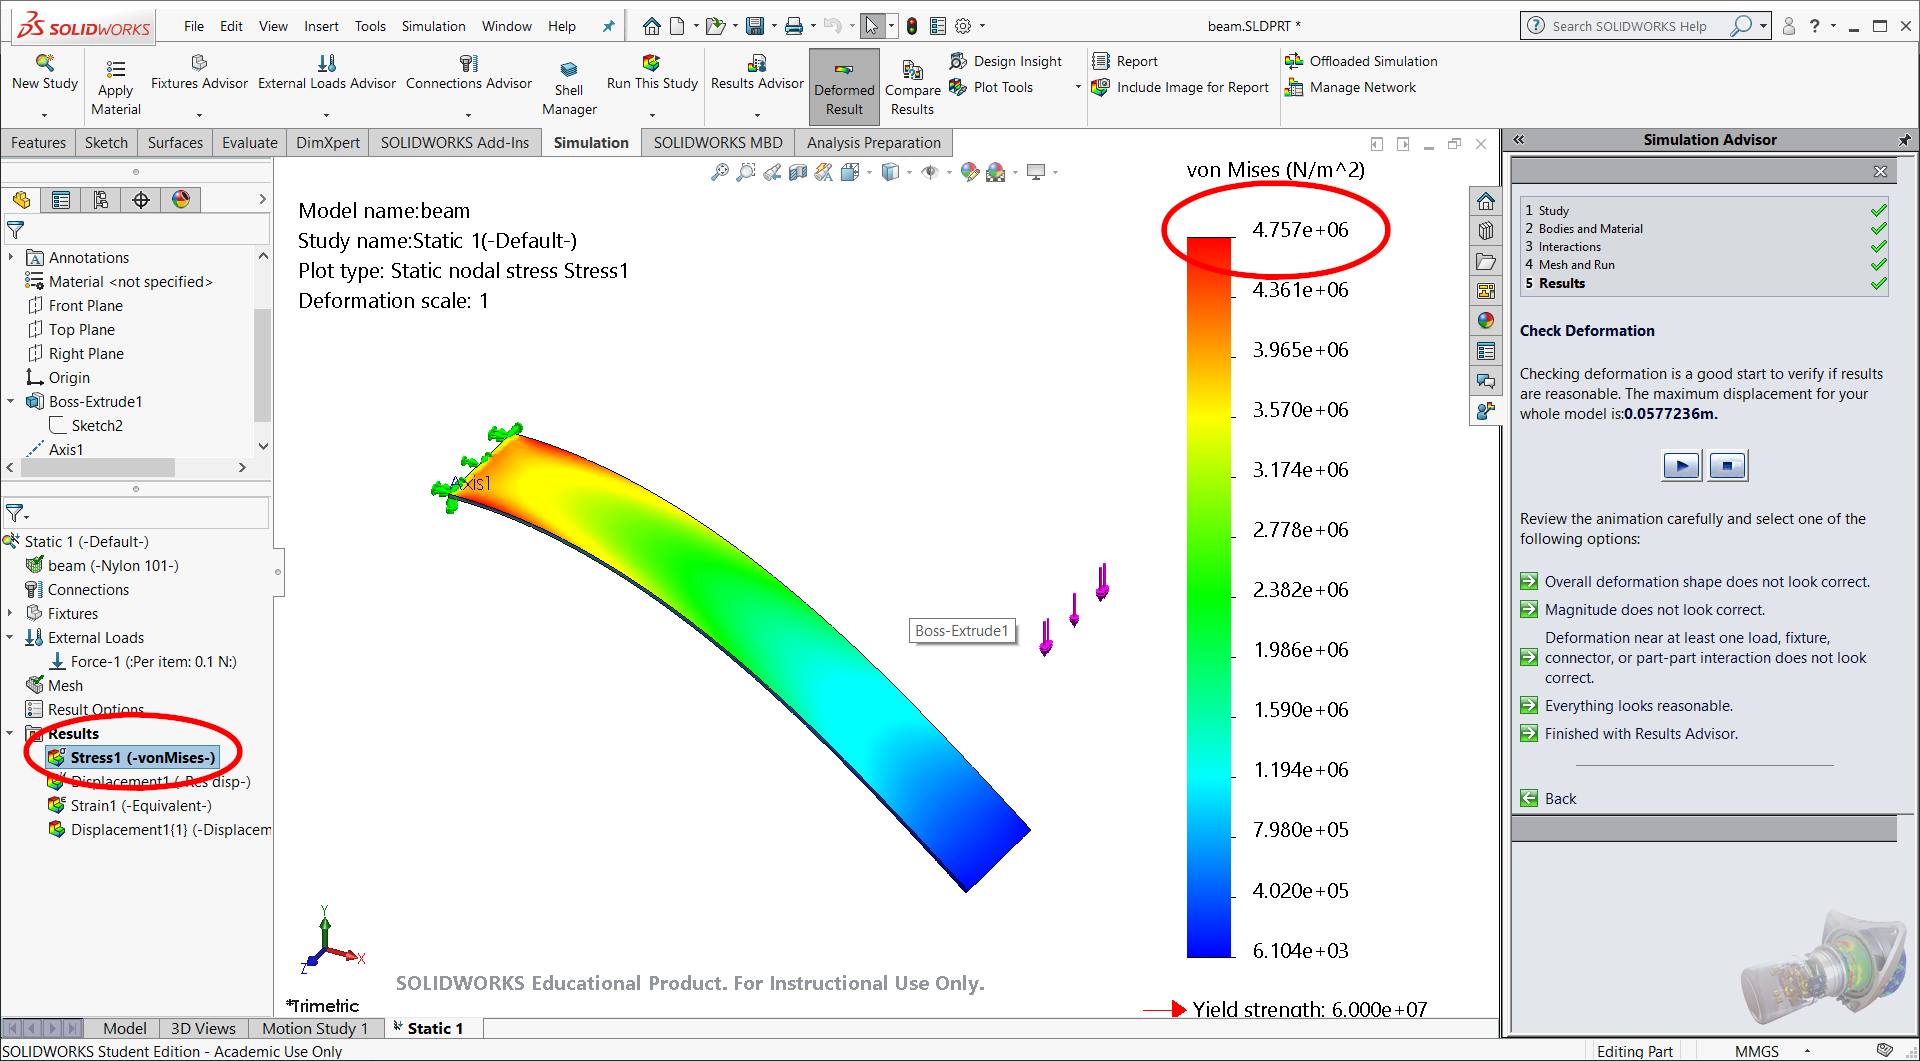 SOLIDWORKS
File Edit View Insert Tools Simulation Window Help
beam.SLDPRT *
Search SOLIDWORKS Help
New Study
Apply Material
Fixtures Advisor
External Loads Advisor
Connections Advisor
Shell Manager
Run This Study
Results Advisor
Deformed Result
Compare Results
Design Insight
Plot Tools
Report
Include Image for Report
Offloaded Simulation
Manage Network
Features Sketch Surfaces Evaluate DimXpert SOLIDWORKS Add-Ins Simulation SOLIDWORKS MBD Analysis Preparation
Annotations
Material <not specified>
Front Plane
Top Plane
Right Plane
Origin
Boss-Extrude1
Sketch2
Axis1
Static 1 (-Default-)
beam (-Nylon 101-)
Connections
Fixtures
External Loads
Force-1 (:Per item: 0.1 N:)
Mesh
Result Options
Results
Stress1 (-vonMises-)
Displacement1 (-Res disp-)
Strain1 (-Equivalent-)
Displacement1{1} (-Displacem
Model name:beam
Study name:Static 1(-Default-)
Plot type: Static nodal stress Stress1
Deformation scale: 1
Axis1
Boss-Extrude1
von Mises (N/m^2)
4.757e+06
4.361e+06
3.965e+06
3.570e+06
3.174e+06
2.778e+06
2.382e+06
1.986e+06
1.590e+06
1.194e+06
7.980e+05
4.020e+05
6.104e+03
Yield strength: 6.000e+07
Y
X
Z
*Trimetric
SOLIDWORKS Educational Product. For Instructional Use Only.
Simulation Advisor
1 Study
2 Bodies and Material
3 Interactions
4 Mesh and Run
5 Results
Check Deformation
Checking deformation is a good start to verify if results
are reasonable. The maximum displacement for your
whole model is:0.0577236m.
Review the animation carefully and select one of the
following options:
Overall deformation shape does not look correct.
Magnitude does not look correct.
Deformation near at least one load, fixture,
connector, or part-part interaction does not look
correct.
Everything looks reasonable.
Finished with Results Advisor.
Back
Model 3D Views Motion Study 1 Static 1
SOLIDWORKS Student Edition - Academic Use Only
Editing Part
MMGS